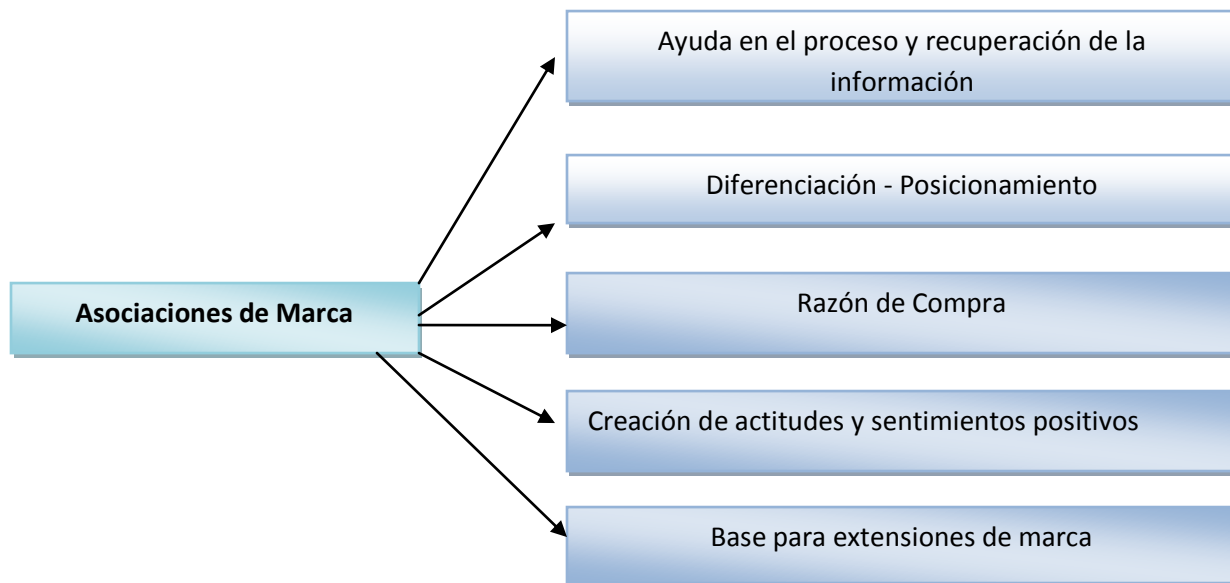 Ayuda en el proceso y recuperación de la
información
Diferenciación - Posicionamiento
Asociaciones de Marca
Razón de Compra
Creación de actitudes y sentimientos positivos
Base para extensiones de marca